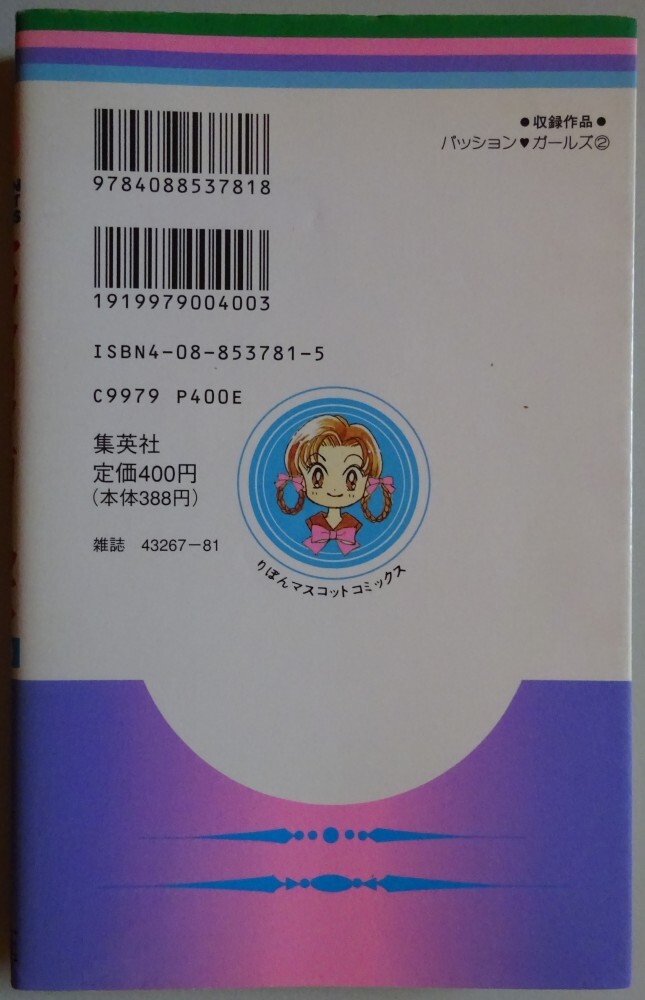 ●収録作品●
パッション♥ガールズ②
9784088537818
1919979004003
ISBN4-08-853781-5
C9979 P400E
集英社
定価400円
(本体388円)
雑誌 43267-81
りぼんマスコットコミックス